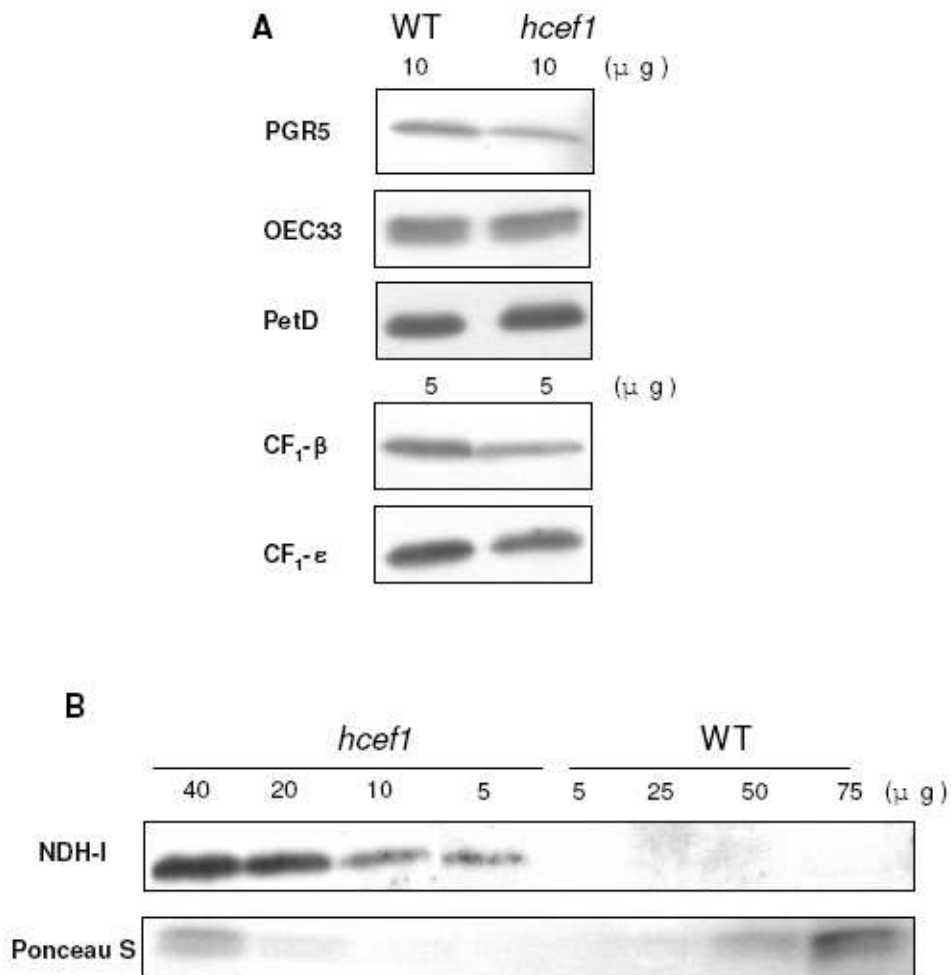 A WT hcef1
10 10 (μ g)
PGR5
OEC33
PetD
5 5 (μ g)
CF₁-β
CF₁-ε
B
hcef1 WT
40 20 10 5 5 25 50 75 (μ g)
NDH-I
Ponceau S